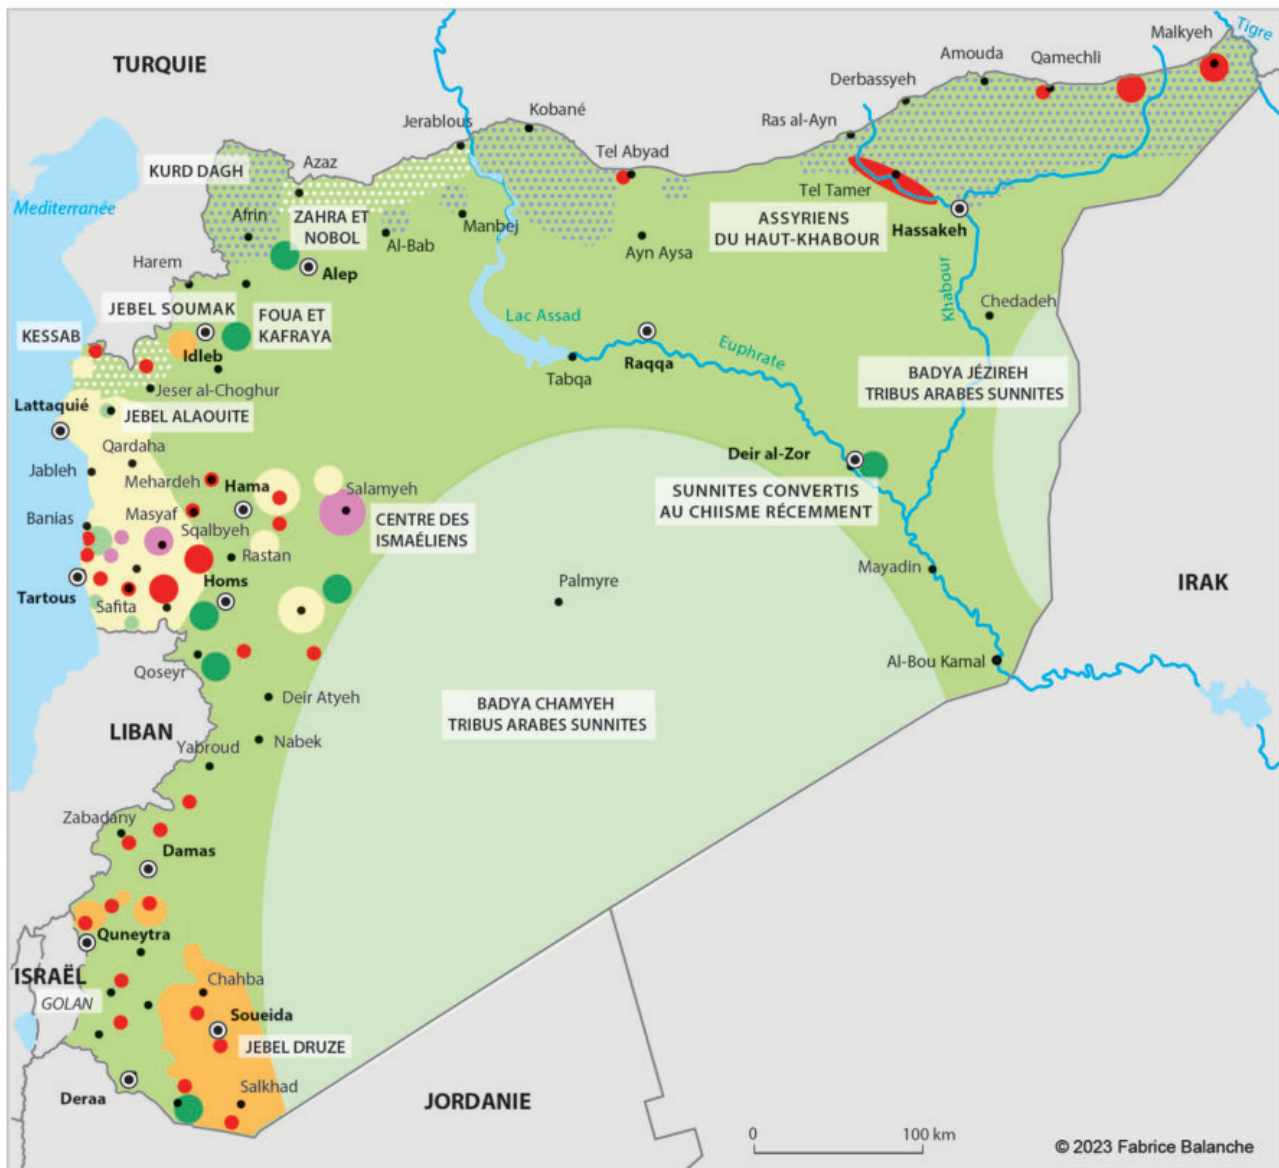 Tigre
Malkyeh
TURQUIE
Amouda
Qamechli
Derbassyeh
Kobané
Jerablous
Ras al-Ayn
Tel Abyad
Azaz
KURD DAGH
Mediterranée
Tel Tamer
Afrin
ZAHRA ET
NOBOL
Manbej
Al-Bab
ASSYRIENS
DU HAUT-KHABOUR
Hassakeh
Ayn Aysa
Harem
Alep
Khabour
Chedadeh
JEBEL SOUMAK
FOUA ET
KAFRAYA
Lac Assad
KESSAB
Idleb
Euphrate
Raqqa
Tabqa
BADYA JÉZIREH
TRIBUS ARABES SUNNITES
Jeser al-Choghur
Lattaquié
JEBEL ALAOUITE
Qardaha
Deir al-Zor
Jableh
Mehardeh
Hama
Salamyeh
SUNNITES CONVERTIS
AU CHIISME RÉCEMMENT
Banias
Masyaf
Sqalbyeh
CENTRE DES
ISMAÉLIENS
Rastan
Mayadin
Homs
Palmyre
IRAK
Tartous
Safita
Al-Bou Kamal
Qoseyr
Deir Atyeh
BADYA CHAMYEH
TRIBUS ARABES SUNNITES
LIBAN
Yabroud
Nabek
Zabadany
Damas
Quneytra
ISRAËL
Chahba
GOLAN
Soueida
JEBEL DRUZE
Deraa
Salkhad
JORDANIE
0
100 km
© 2023 Fabrice Balanche